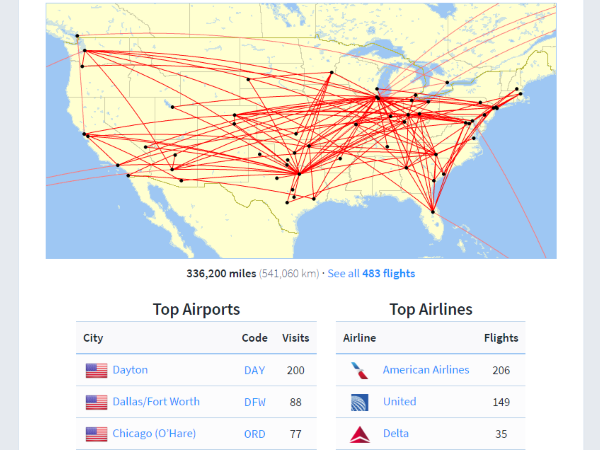 336,200 miles (541,060 km) · See all 483 flights
Top Airports
City Code Visits
Dayton DAY 200
Dallas/Fort Worth DFW 88
Chicago (O'Hare) ORD 77
Top Airlines
Airline Flights
American Airlines 206
United 149
Delta 35